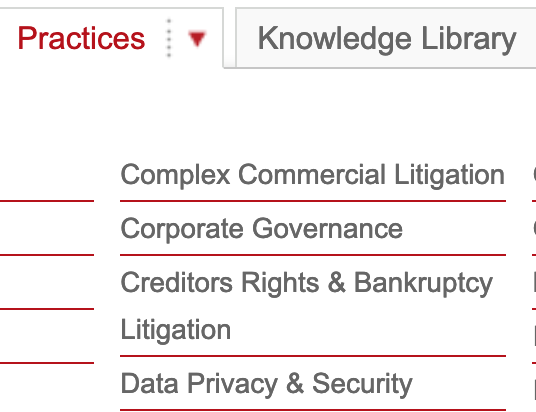 Practices
Knowledge Library
Complex Commercial Litigation
Corporate Governance
Creditors Rights & Bankruptcy
Litigation
Data Privacy & Security